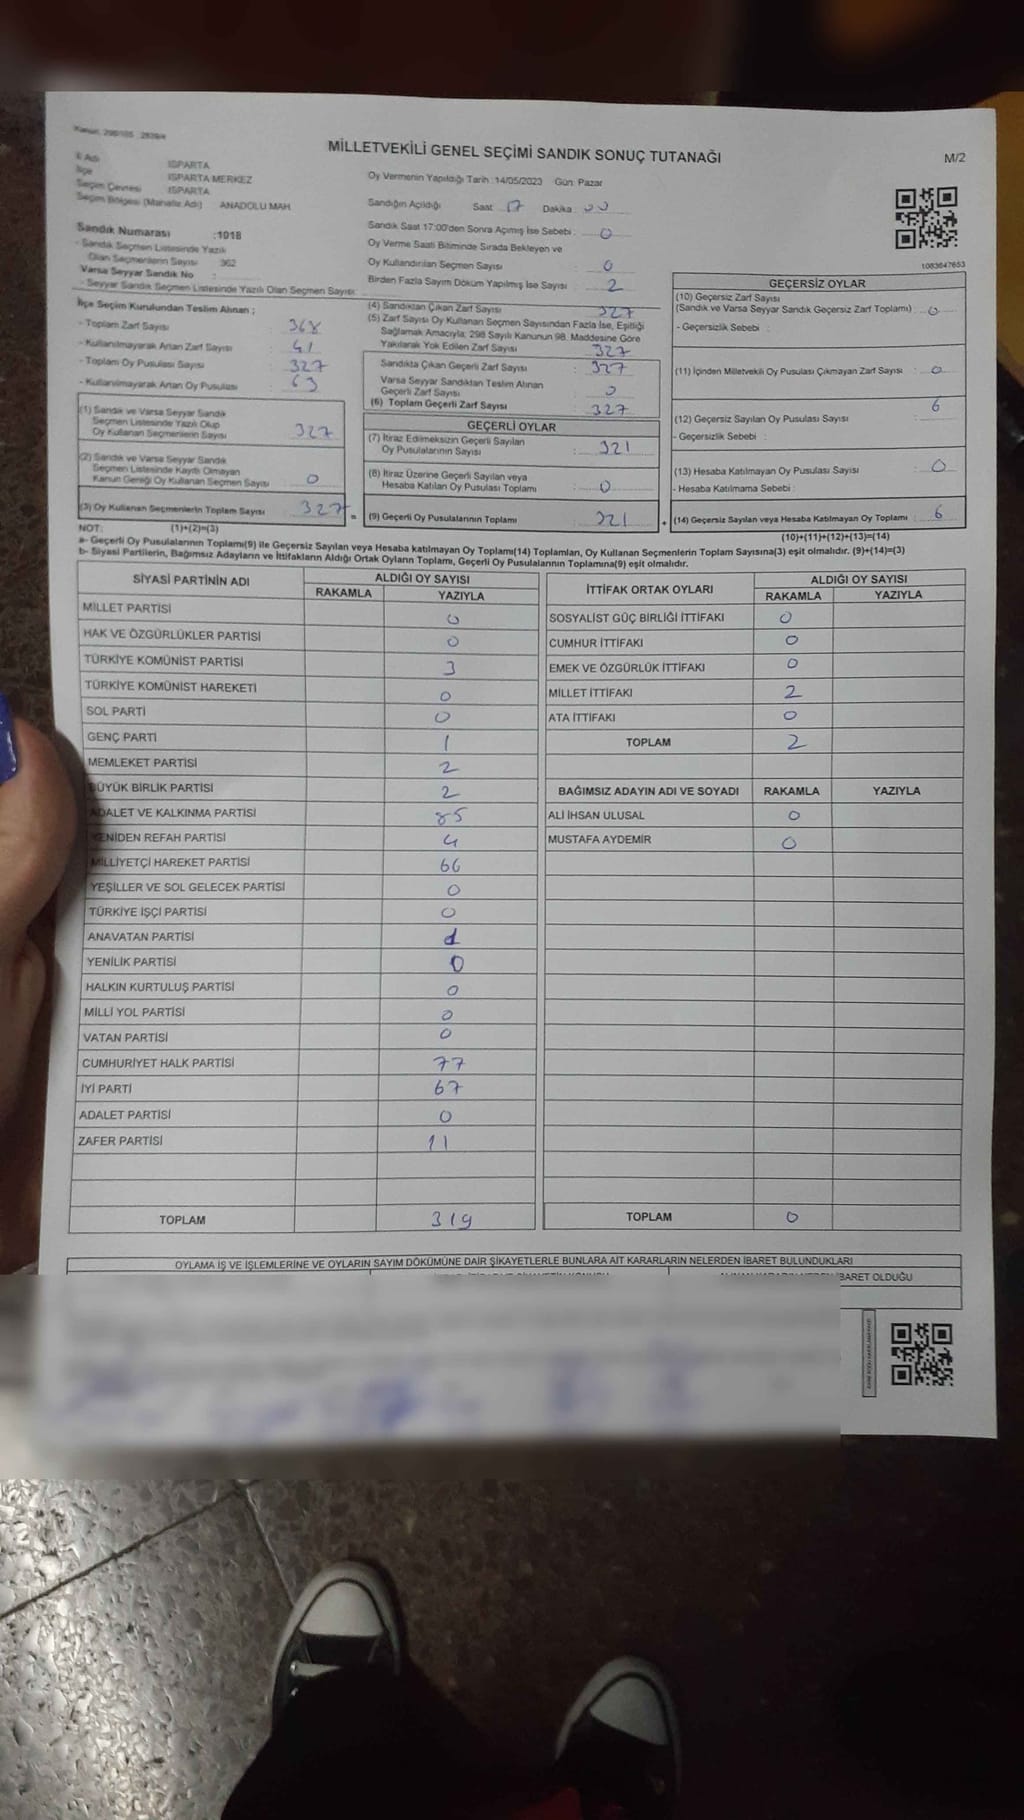 MİLLETVEKİLİ GENEL SEÇİMİ SANDIK SONUÇ TUTANAĞI
M/2
İl Adı ISPARTA
İlçe ISPARTA MERKEZ
Seçim Çevresi ISPARTA
Seçim Bölgesi (Mahalle Adı) ANADOLU MAH.
Sandık Numarası :1018
- Sandık Seçmen Listesinde Yazılı
Olan Seçmenlerin Sayısı 362
Varsa Seyyar Sandık No :
- Seyyar Sandık Seçmen Listesinde Yazılı Olan Seçmen Sayısı:
Oy Vermenin Yapıldığı Tarih :14/05/2023 Gün: Pazar
Sandığın Açıldığı Saat 17 Dakika 00
Sandık Saat 17:00'den Sonra Açımış İse Sebebi : 0
Oy Verme Saati Bitiminde Sırada Bekleyen ve
Oy Kullandırılan Seçmen Sayısı : 0
Birden Fazla Sayım Döküm Yapılmış İse Sayısı : 2
1083647653
İlçe Seçim Kurulundan Teslim Alınan ;
- Toplam Zarf Sayısı : 368
- Kullanılmayarak Artan Zarf Sayısı : 41
- Toplam Oy Pusulası Sayısı : 327
- Kullanılmayarak Artan Oy Pusulası : 63
(1) Sandık ve Varsa Seyyar Sandık
Seçmen Listesinde Yazılı Olup
Oy Kullanan Seçmenlerin Sayısı 327
(2) Sandık ve Varsa Seyyar Sandık
Seçmen Listesinde Kayıtlı Olmayan
Kanun Gereği Oy Kullanan Seçmen Sayısı 0
(3) Oy Kullanan Seçmenlerin Toplam Sayısı 327 =
(4) Sandıktan Çıkan Zarf Sayısı 327
(5) Zarf Sayısı Oy Kullanan Seçmen Sayısından Fazla İse, Eşitliği
Sağlamak Amacıyla; 298 Sayılı Kanunun 98. Maddesine Göre
Yakılarak Yok Edilen Zarf Sayısı 327
Sandıkta Çıkan Geçerli Zarf Sayısı : 327
Varsa Seyyar Sandıktan Teslim Alınan
Geçerli Zarf Sayısı : 0
(6) Toplam Geçerli Zarf Sayısı 327
GEÇERLİ OYLAR
(7) İtiraz Edilmeksizin Geçerli Sayılan
Oy Pusulalarının Sayısı : 321
(8) İtiraz Üzerine Geçerli Sayılan veya
Hesaba Katılan Oy Pusulası Toplamı : 0
(9) Geçerli Oy Pusulalarının Toplamı 321 +
GEÇERSİZ OYLAR
(10) Geçersiz Zarf Sayısı
(Sandık ve Varsa Seyyar Sandık Geçersiz Zarf Toplamı) : 0
- Geçersizlik Sebebi :
(11) İçinden Milletvekili Oy Pusulası Çıkmayan Zarf Sayısı : 0
(12) Geçersiz Sayılan Oy Pusulası Sayısı : 6
- Geçersizlik Sebebi :
(13) Hesaba Katılmayan Oy Pusulası Sayısı : 0
- Hesaba Katılmama Sebebi :
(14) Geçersiz Sayılan veya Hesaba Katılmayan Oy Toplamı : 6
NOT: (1)+(2)=(3)
(10)+(11)+(12)+(13)=(14)
a- Geçerli Oy Pusulalarının Toplamı(9) ile Geçersiz Sayılan veya Hesaba katılmayan Oy Toplamı(14) Toplamları, Oy Kullanan Seçmenlerin Toplam Sayısına(3) eşit olmalıdır. (9)+(14)=(3)
b- Siyasi Partilerin, Bağımsız Adayların ve İttifakların Aldığı Ortak Oyların Toplamı, Geçerli Oy Pusulalarının Toplamına(9) eşit olmalıdır.
SİYASİ PARTİNİN ADI ALDIĞI OY SAYISI
RAKAMLA YAZIYLA
MİLLET PARTİSİ 0
HAK VE ÖZGÜRLÜKLER PARTİSİ 0
TÜRKİYE KOMÜNİST PARTİSİ 3
TÜRKİYE KOMÜNİST HAREKETİ 0
SOL PARTİ 0
GENÇ PARTİ 1
MEMLEKET PARTİSİ 2
BÜYÜK BİRLİK PARTİSİ 2
ADALET VE KALKINMA PARTİSİ 85
YENİDEN REFAH PARTİSİ 4
MİLLİYETÇİ HAREKET PARTİSİ 66
YEŞİLLER VE SOL GELECEK PARTİSİ 0
TÜRKİYE İŞÇİ PARTİSİ 0
ANAVATAN PARTİSİ
YENİLİK PARTİSİ 0
HALKIN KURTULUŞ PARTİSİ 0
MİLLİ YOL PARTİSİ 0
VATAN PARTİSİ 0
CUMHURİYET HALK PARTİSİ 77
İYİ PARTİ 67
ADALET PARTİSİ 0
ZAFER PARTİSİ 11
TOPLAM 319
İTTİFAK ORTAK OYLARI ALDIĞI OY SAYISI
RAKAMLA YAZIYLA
SOSYALİST GÜÇ BİRLİĞİ İTTİFAKI 0
CUMHUR İTTİFAKI 0
EMEK VE ÖZGÜRLÜK İTTİFAKI 0
MİLLET İTTİFAKI 2
ATA İTTİFAKI 0
TOPLAM 2
BAĞIMSIZ ADAYIN ADI VE SOYADI RAKAMLA YAZIYLA
ALİ İHSAN ULUSAL 0
MUSTAFA AYDEMİR 0
TOPLAM 0
OYLAMA İŞ VE İŞLEMLERİNE VE OYLARIN SAYIM DÖKÜMÜNE DAİR ŞİKAYETLERLE BUNLARA AİT KARARLARIN NELERDEN İBARET BULUNDUKLARI
BARET OLDUĞU